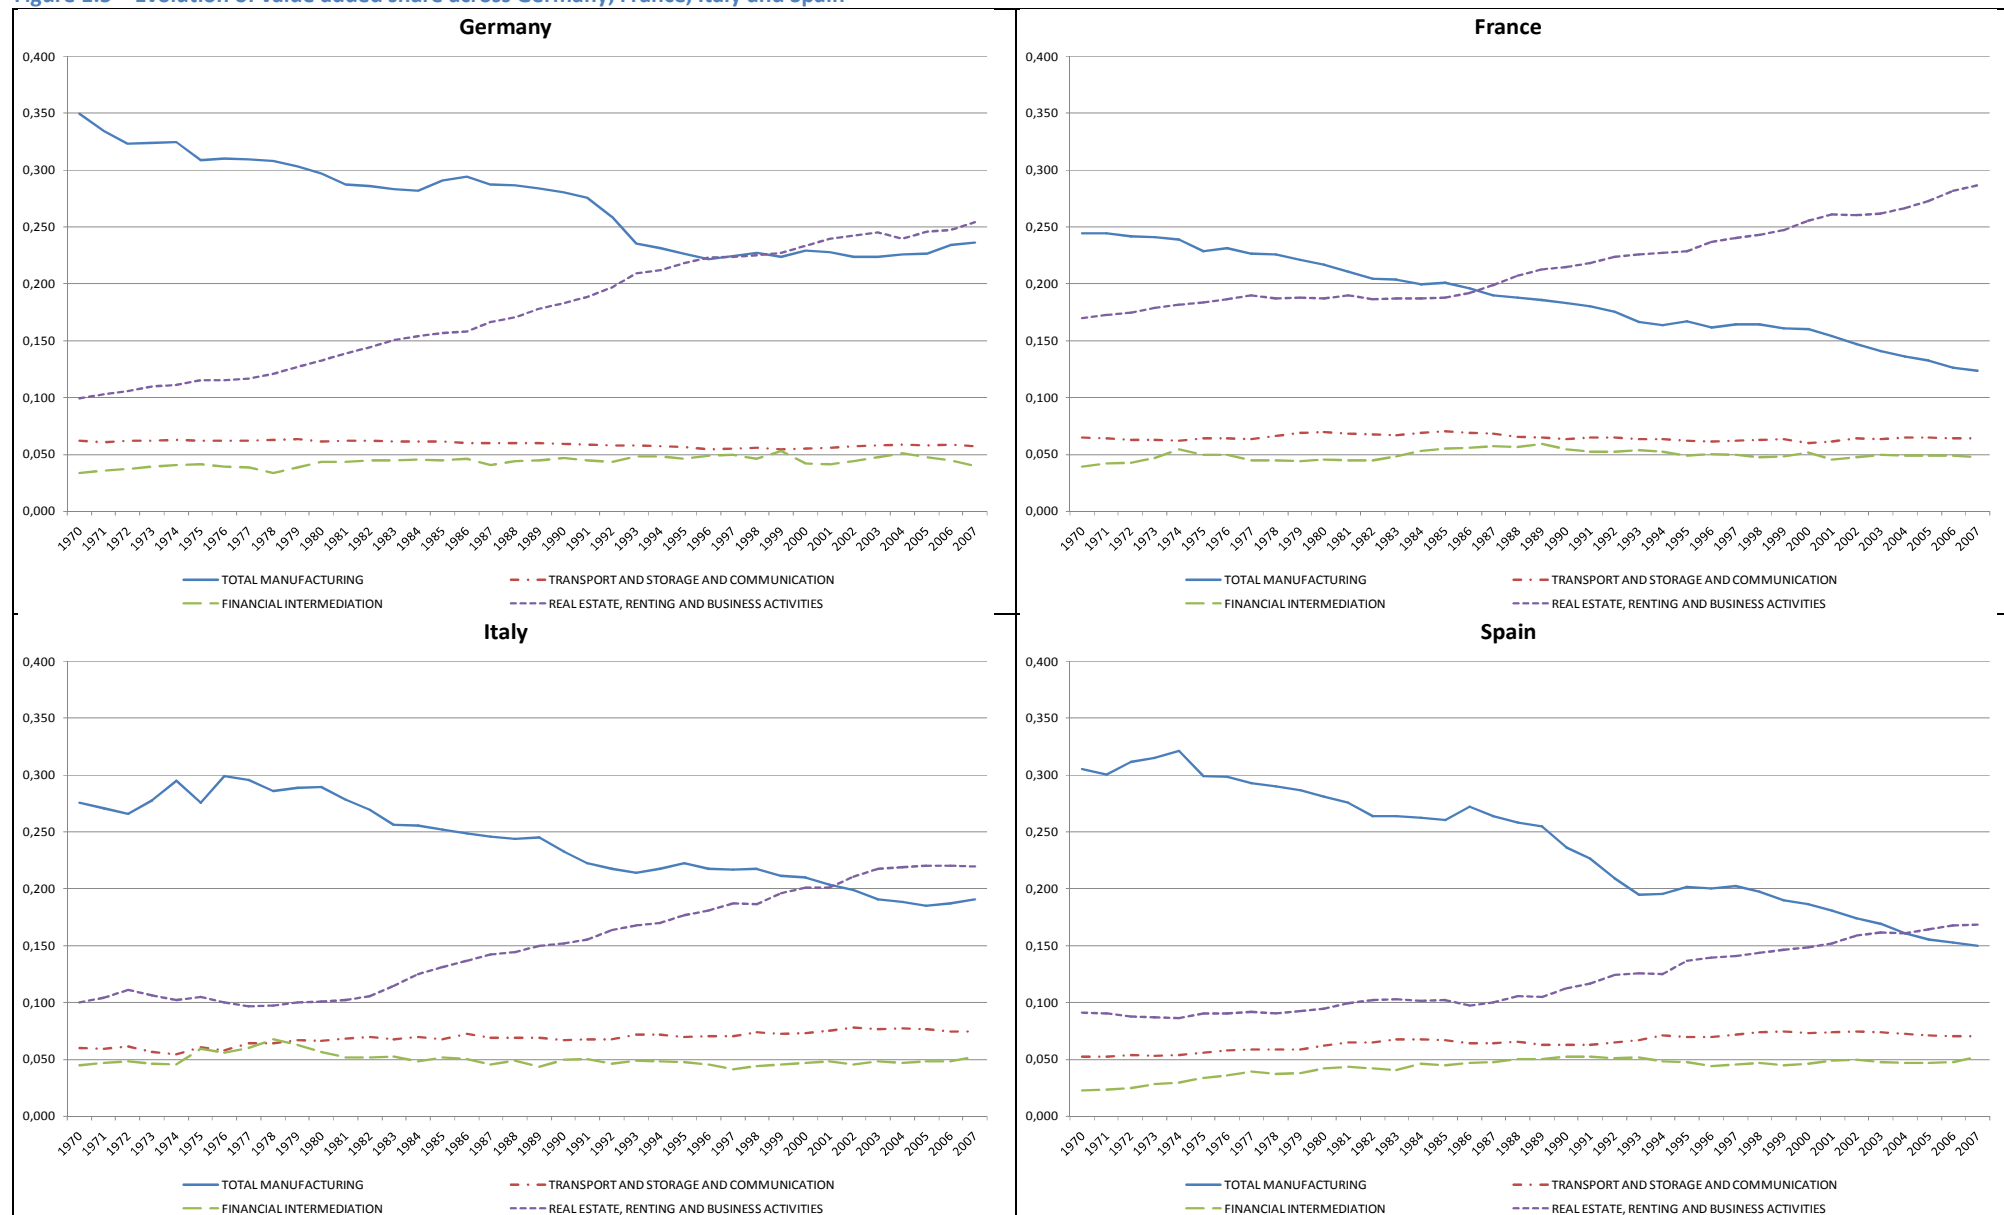 Evolution of value added share across Germany, France, Italy and Spain
Germany
0,400
0,350
0,300
0,250
0,200
0,150
0,100
0,050
0,000
1970 1971 1972 1973 1974 1975 1976 1977 1978 1979 1980 1981 1982 1983 1984 1985 1986 1987 1988 1989 1990 1991 1992 1993 1994 1995 1996 1997 1998 1999 2000 2001 2002 2003 2004 2005 2006 2007
TOTAL MANUFACTURING TRANSPORT AND STORAGE AND COMMUNICATION
FINANCIAL INTERMEDIATION REAL ESTATE, RENTING AND BUSINESS ACTIVITIES
France
0,400
0,350
0,300
0,250
0,200
0,150
0,100
0,050
0,000
1970 1971 1972 1973 1974 1975 1976 1977 1978 1979 1980 1981 1982 1983 1984 1985 1986 1987 1988 1989 1990 1991 1992 1993 1994 1995 1996 1997 1998 1999 2000 2001 2002 2003 2004 2005 2006 2007
TOTAL MANUFACTURING TRANSPORT AND STORAGE AND COMMUNICATION
FINANCIAL INTERMEDIATION REAL ESTATE, RENTING AND BUSINESS ACTIVITIES
Italy
0,400
0,350
0,300
0,250
0,200
0,150
0,100
0,050
0,000
1970 1971 1972 1973 1974 1975 1976 1977 1978 1979 1980 1981 1982 1983 1984 1985 1986 1987 1988 1989 1990 1991 1992 1993 1994 1995 1996 1997 1998 1999 2000 2001 2002 2003 2004 2005 2006 2007
TOTAL MANUFACTURING TRANSPORT AND STORAGE AND COMMUNICATION
FINANCIAL INTERMEDIATION REAL ESTATE, RENTING AND BUSINESS ACTIVITIES
Spain
0,400
0,350
0,300
0,250
0,200
0,150
0,100
0,050
0,000
1970 1971 1972 1973 1974 1975 1976 1977 1978 1979 1980 1981 1982 1983 1984 1985 1986 1987 1988 1989 1990 1991 1992 1993 1994 1995 1996 1997 1998 1999 2000 2001 2002 2003 2004 2005 2006 2007
TOTAL MANUFACTURING TRANSPORT AND STORAGE AND COMMUNICATION
FINANCIAL INTERMEDIATION REAL ESTATE, RENTING AND BUSINESS ACTIVITIES